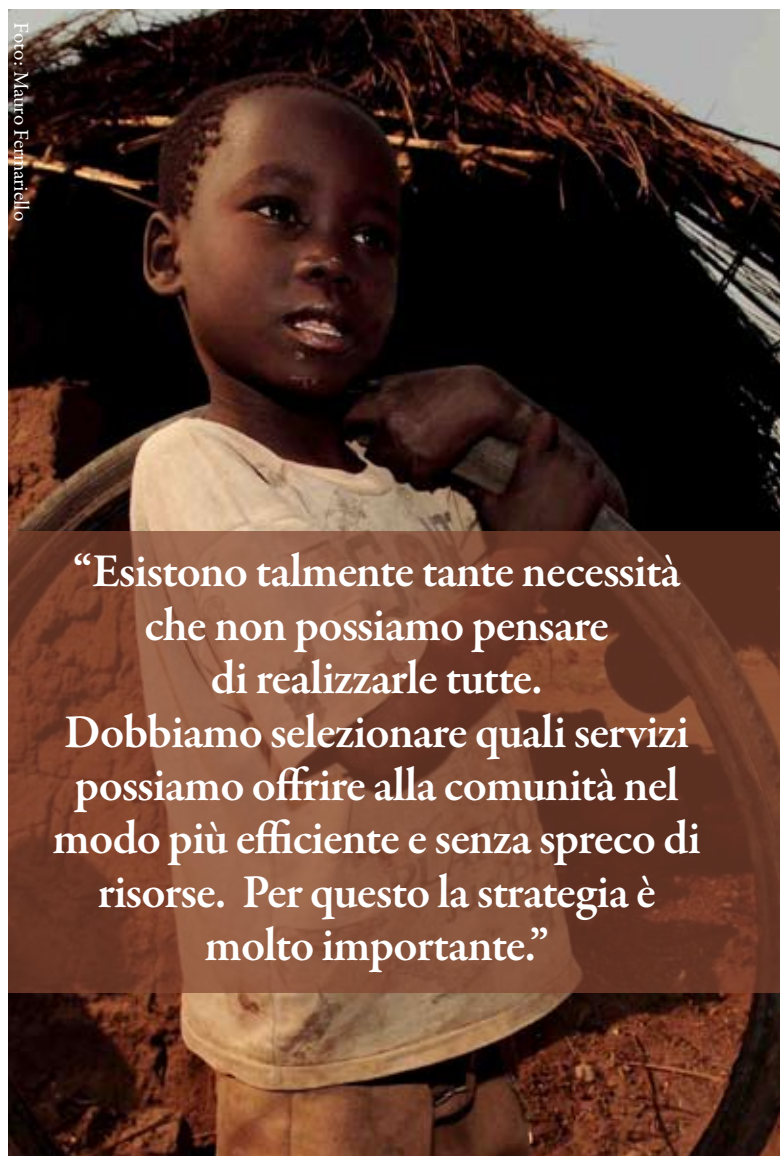 Foto: Mauro Fermariello
“Esistono talmente tante necessità
che non possiamo pensare
di realizzarle tutte.
Dobbiamo selezionare quali servizi
possiamo offrire alla comunità nel
modo più efficiente e senza spreco di
risorse.  Per questo la strategia è
molto importante.”